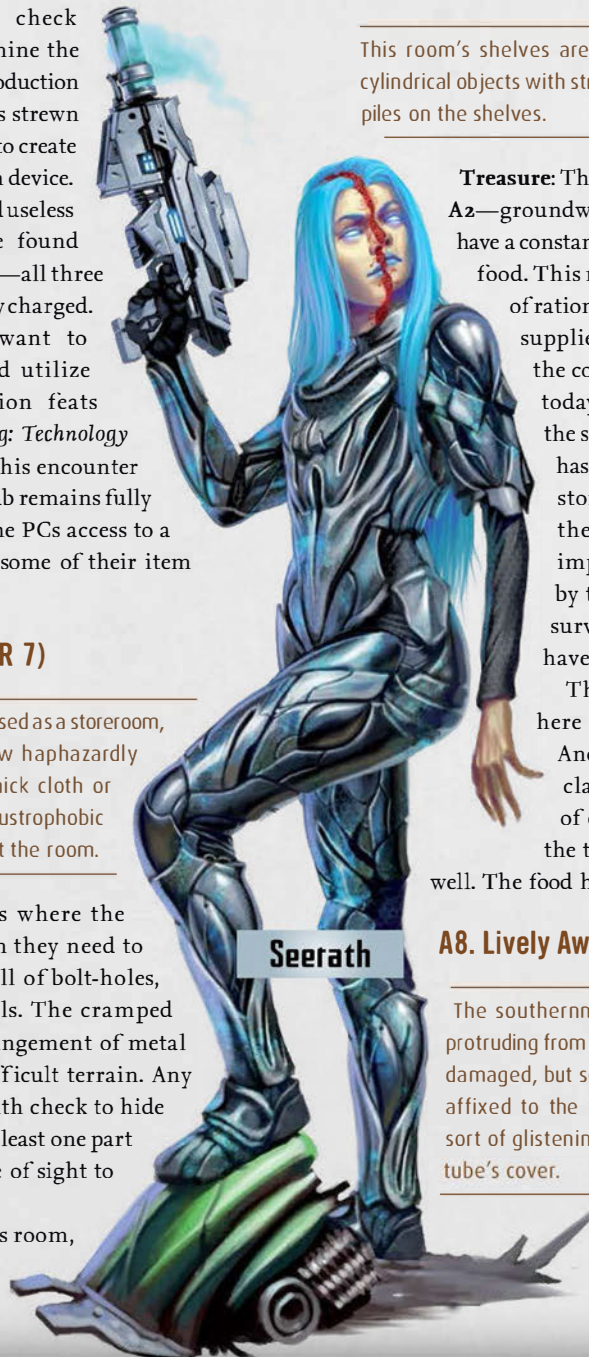 check
mine the
oduction
s strewn
to create
n device.
d useless
e found
—all three
y charged.
want to
d utilize
ion feats
g: Technology
his encounter
ab remains fully
he PCs access to a
some of their item
R 7)
sed as a storeroom,
w haphazardly
hick cloth or
ustrophobic
t the room.
s where the
n they need to
ll of bolt-holes,
ls. The cramped
ngement of metal
fficult terrain. Any
lth check to hide
least one part
e of sight to
s room,
Seerath
This room's shelves are
cylindrical objects with str
piles on the shelves.
Treasure: Th
A2—groundw
have a constan
food. This r
of ration
supplie
the co
today
the s
has
stor
the
imp
by t
surv
have
Th
here
And
cla
of
the t
well. The food h
A8. Lively Aw
The southernm
protruding from
damaged, but s
affixed to the
sort of glistenin
tube's cover.